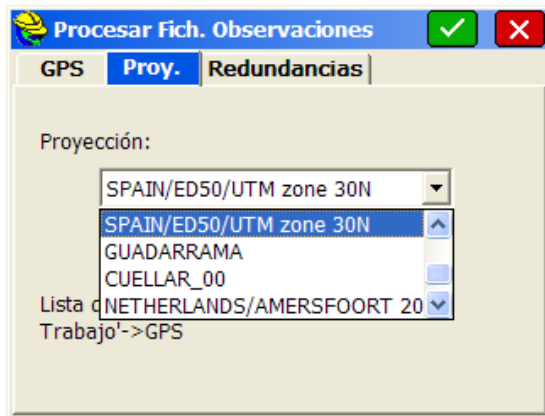 Procesar Fich. Observaciones
GPS Proy. Redundancias
Proyección:
SPAIN/ED50/UTM zone 30N
SPAIN/ED50/UTM zone 30N
GUADARRAMA
CUELLAR_00
NETHERLANDS/AMERSFOORT 20
Lista
Trabajo'->GPS